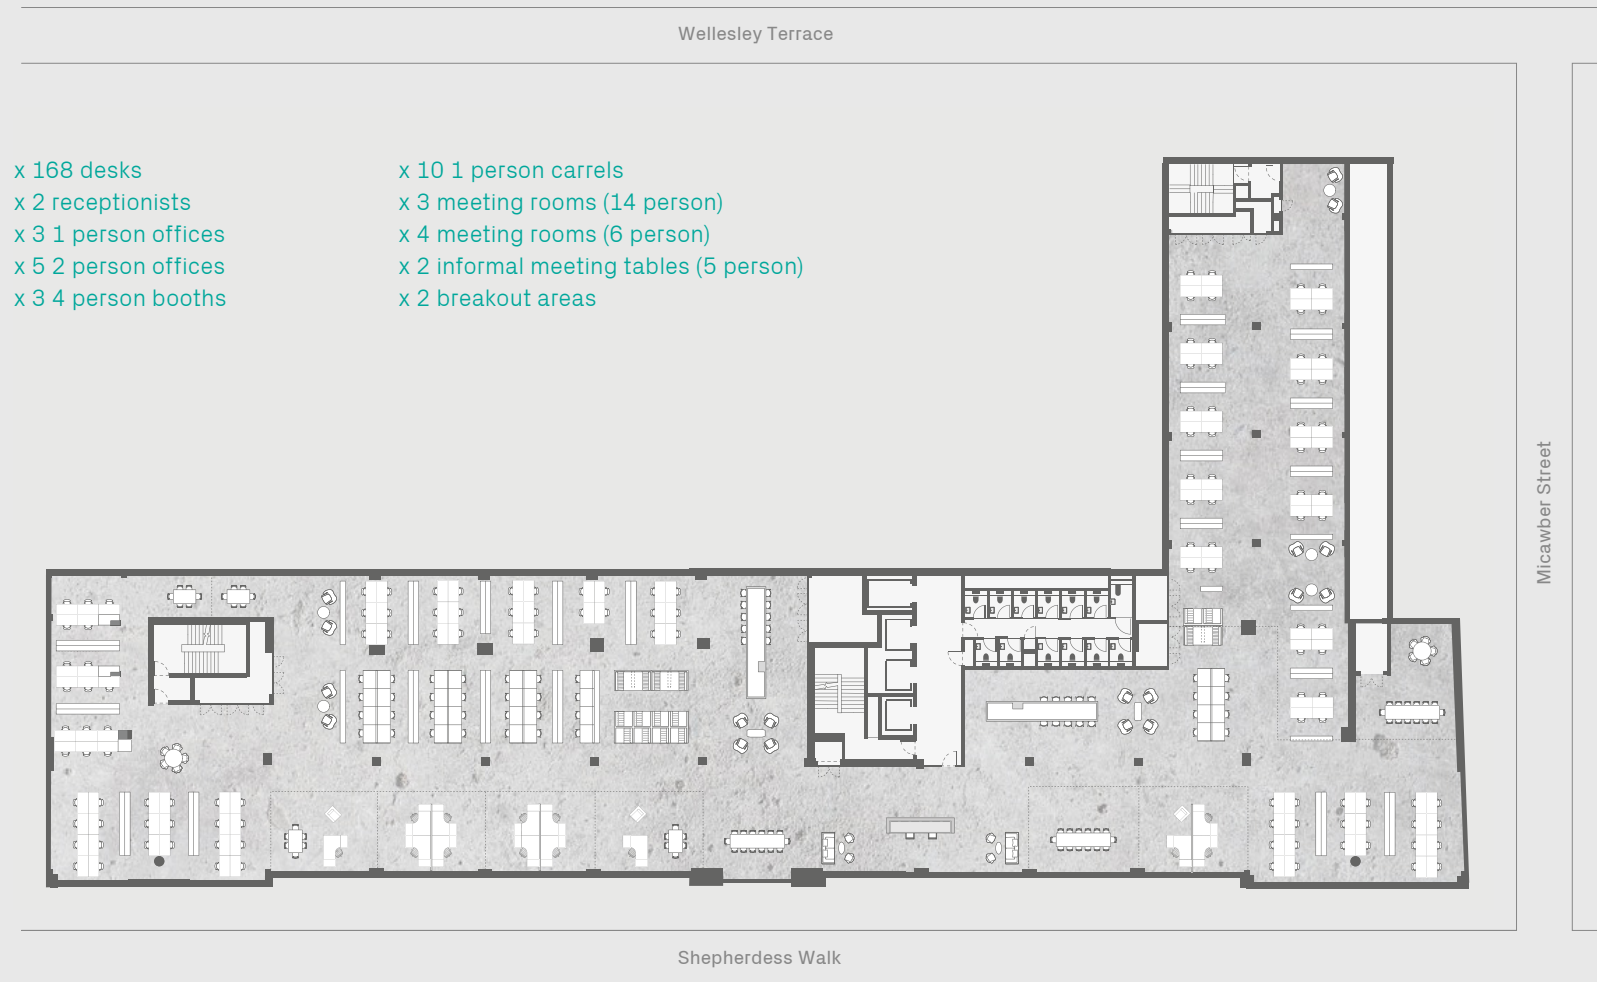 Wellesley Terrace
x 168 desks
x 2 receptionists
x 3 1 person offices
x 5 2 person offices
x 3 4 person booths
x 10 1 person carrels
x 3 meeting rooms (14 person)
x 4 meeting rooms (6 person)
x 2 informal meeting tables (5 person)
x 2 breakout areas
Micawber Street
Shepherdess Walk